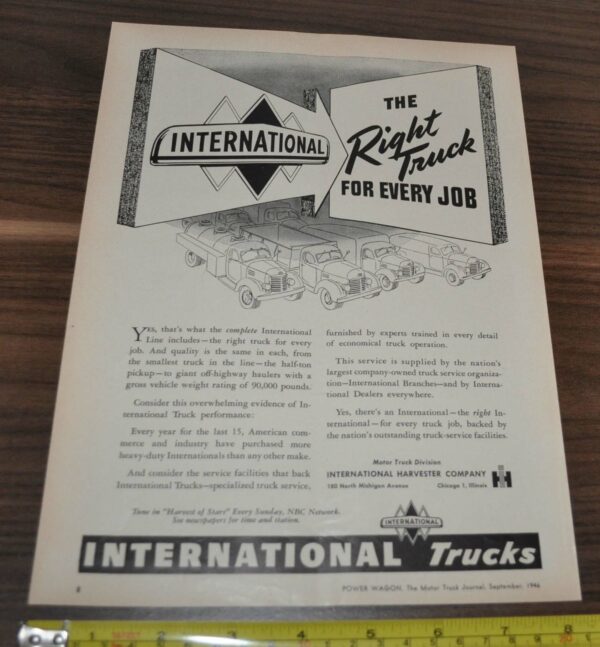 INTERNATIONAL
THE
Right
Truck
FOR EVERY JOB
YES, that's what the complete International
Line includes—the right truck for every
job. And quality is the same in each, from
the smallest truck in the line—the half-ton
pickup—to giant off-highway haulers with a
gross vehicle weight rating of 90,000 pounds.
Consider this overwhelming evidence of In-
ternational Truck performance:
Every year for the last 15, American com-
merce and industry have purchased more
heavy-duty Internationals than any other make.
And consider the service facilities that back
International Trucks—specialized truck service,
furnished by experts trained in every detail
of economical truck operation.
This service is supplied by the nation's
largest company-owned truck service organiza-
tion—International Branches—and by Interna-
tional Dealers everywhere.
Yes, there's an International—the right In-
ternational—for every truck job, backed by
the nation's outstanding truck-service facilities.
Motor Truck Division
INTERNATIONAL HARVESTER COMPANY
180 North Michigan Avenue Chicago 1, Illinois
Tune in "Harvest of Stars" Every Sunday, NBC Network.
See newspapers for time and station.
INTERNATIONAL
INTERNATIONAL Trucks
8
POWER WAGON, The Motor Truck Journal, September, 1946
1 2 3 4 5 6 7 8